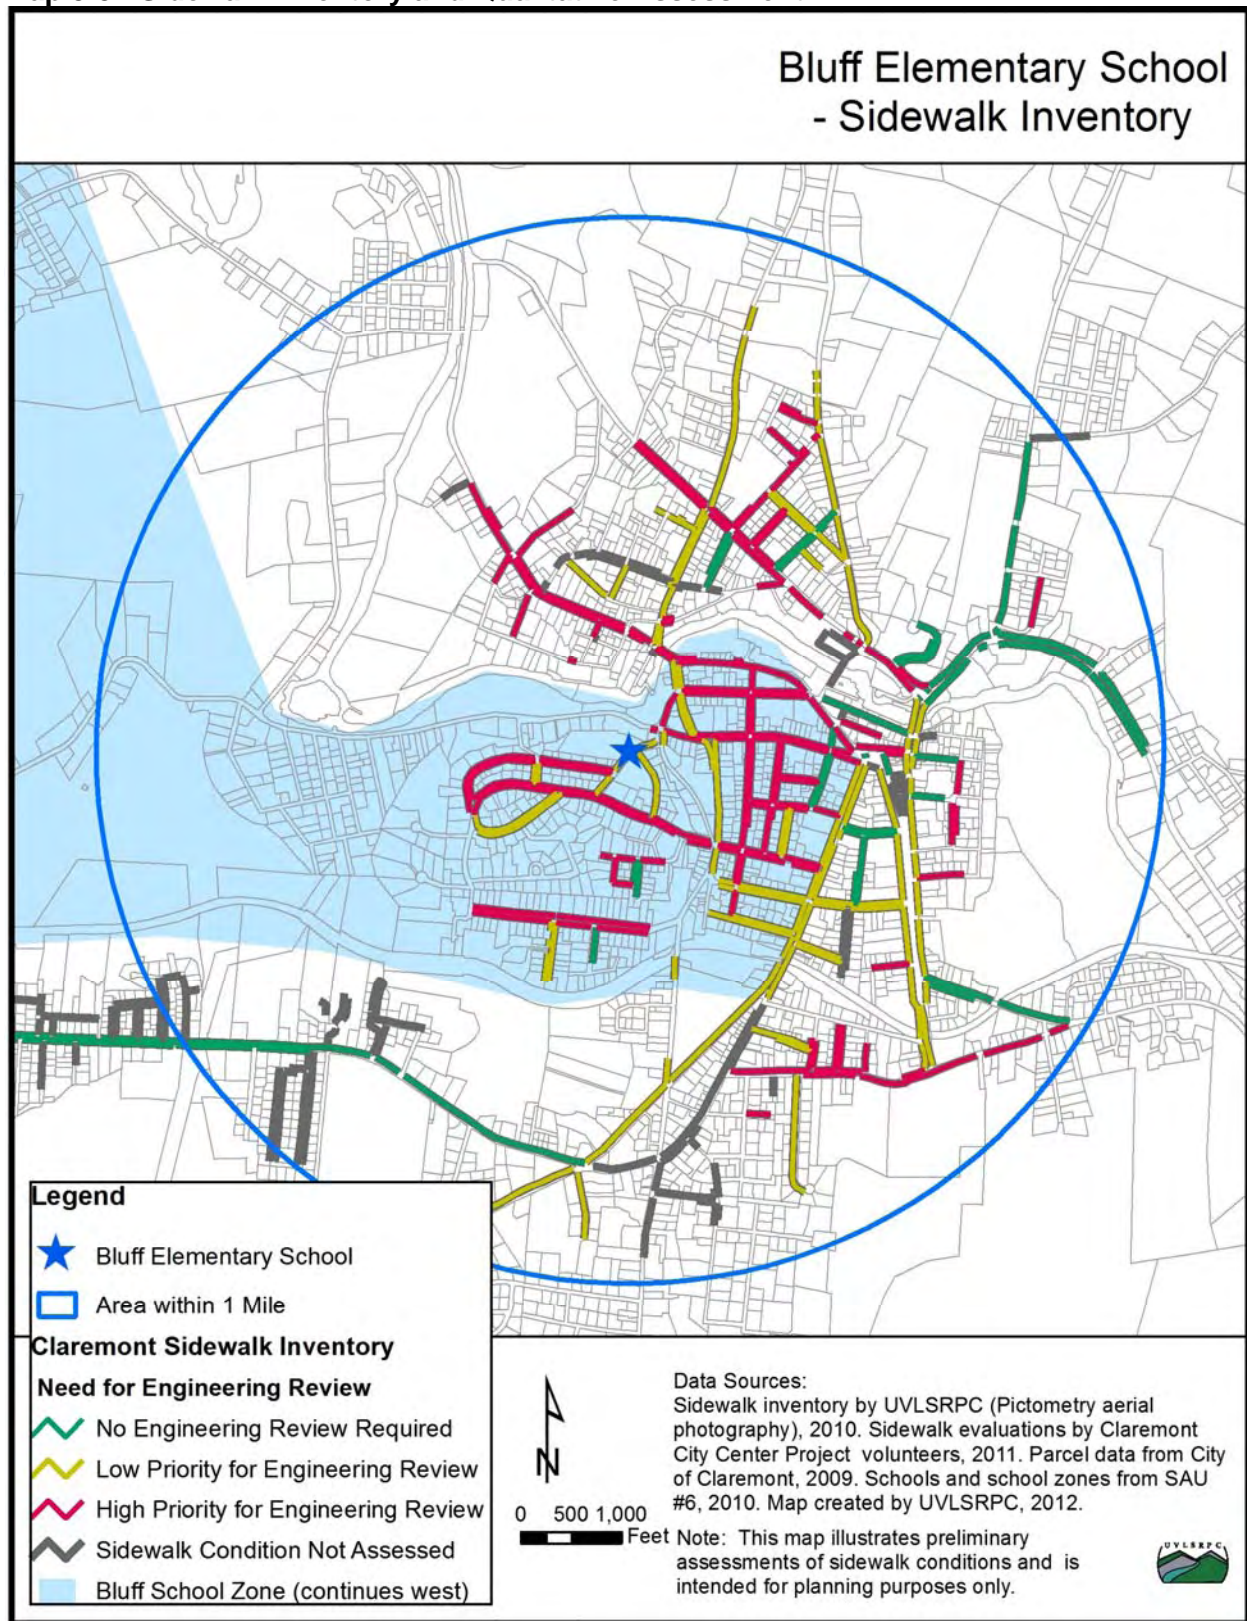 Bluff Elementary School
- Sidewalk Inventory
Legend
Bluff Elementary School
Area within 1 Mile
Claremont Sidewalk Inventory
Need for Engineering Review
No Engineering Review Required
Low Priority for Engineering Review
High Priority for Engineering Review
Sidewalk Condition Not Assessed
Bluff School Zone (continues west)
N
0 500 1,000
Feet
Data Sources:
Sidewalk inventory by UVLSRPC (Pictometry aerial
photography), 2010. Sidewalk evaluations by Claremont
City Center Project volunteers, 2011. Parcel data from City
of Claremont, 2009. Schools and school zones from SAU
#6, 2010. Map created by UVLSRPC, 2012.
Note: This map illustrates preliminary
assessments of sidewalk conditions and is
intended for planning purposes only.
UVLSRPC